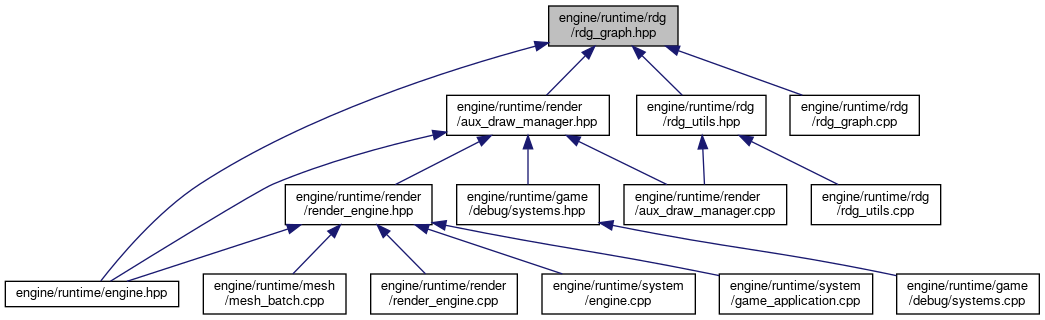 engine/runtime/rdg
/rdg_graph.hpp
engine/runtime/render
/aux_draw_manager.hpp
engine/runtime/rdg
/rdg_utils.hpp
engine/runtime/rdg
/rdg_graph.cpp
engine/runtime/render
/render_engine.hpp
engine/runtime/game
/debug/systems.hpp
engine/runtime/render
/aux_draw_manager.cpp
engine/runtime/rdg
/rdg_utils.cpp
engine/runtime/engine.hpp
engine/runtime/mesh
/mesh_batch.cpp
engine/runtime/render
/render_engine.cpp
engine/runtime/system
/engine.cpp
engine/runtime/system
/game_application.cpp
engine/runtime/game
/debug/systems.cpp